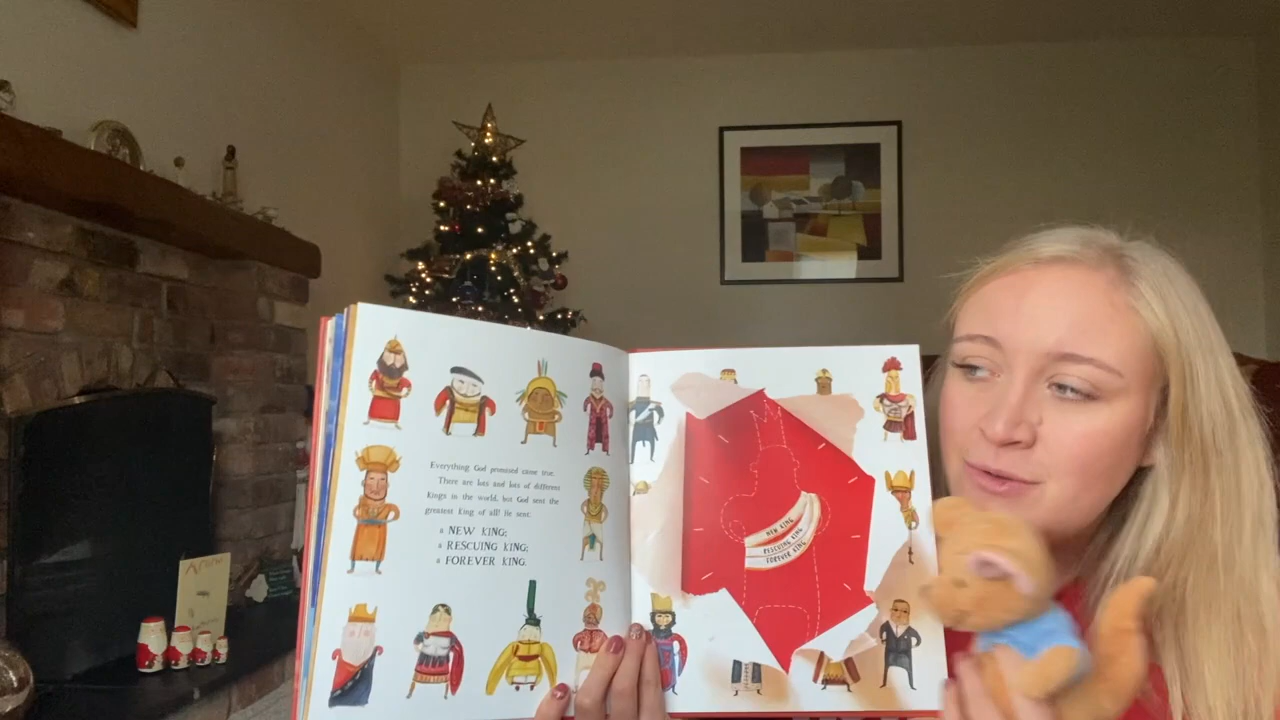 Everything God promised came true.
There are lots and lots of different
Kings in the world, but God sent the
greatest King of all! He sent:
a NEW KING;
a RESCUING KING;
a FOREVER KING.
NEW KING
RESCUING KING
FOREVER KING